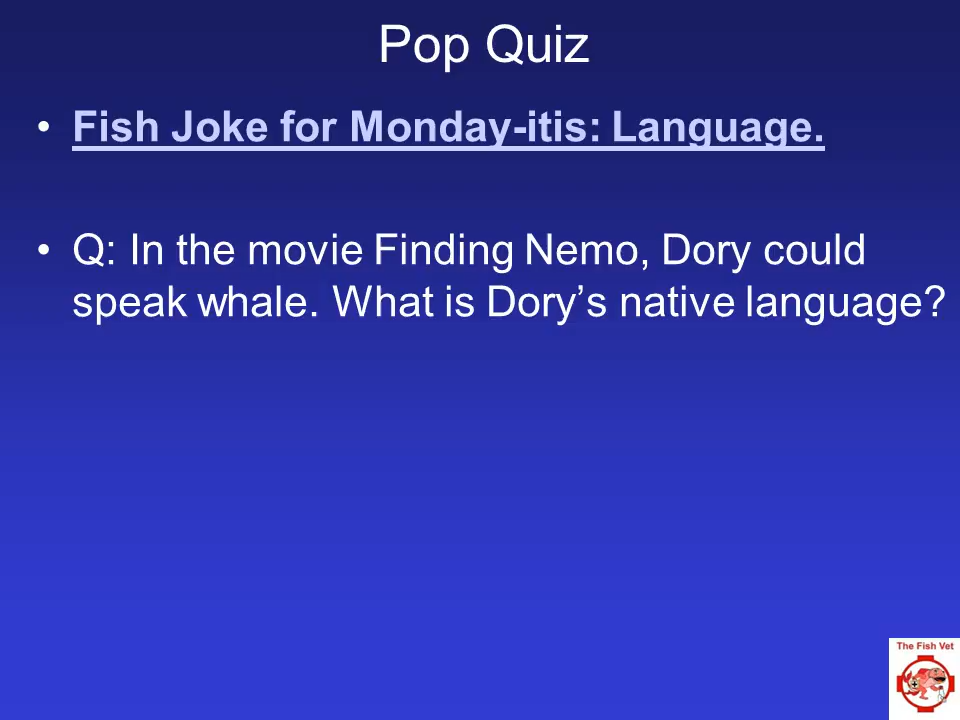 Pop Quiz
• Fish Joke for Monday-itis: Language.
• Q: In the movie Finding Nemo, Dory could
speak whale. What is Dory’s native language?
The Fish Vet